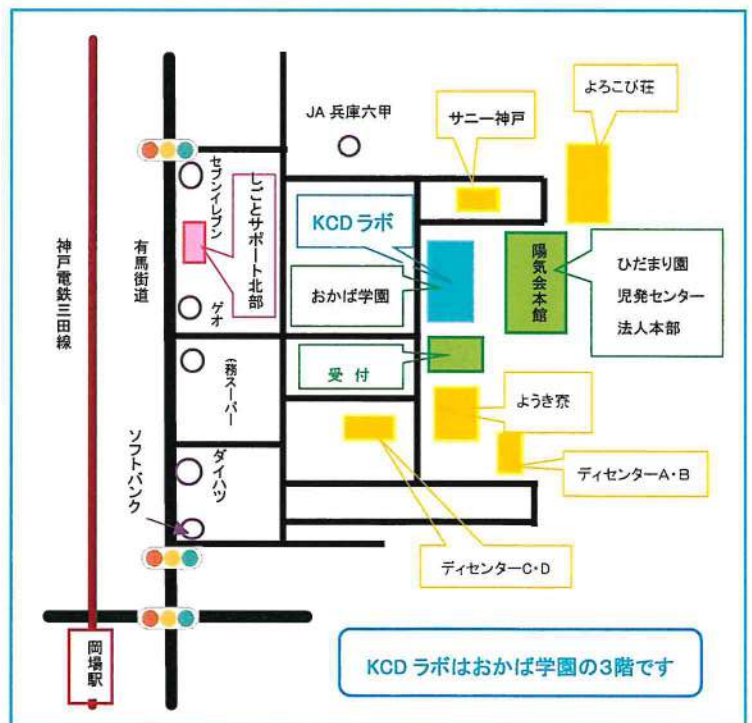 よろこび荘
JA 兵庫六甲
サニー神戸
セブンイレブン
しごとサポート北部
KCD ラボ
陽気会本館
ひだまり園
児発センター
法人本部
神戸電鉄三田線
有馬街道
おかば学園
ゲオ
受 付
務スーパー
ようき寮
ソフトバンク
ダイハツ
ディセンターA・B
ディセンターC・D
岡場駅
KCD ラボはおかば学園の3階です